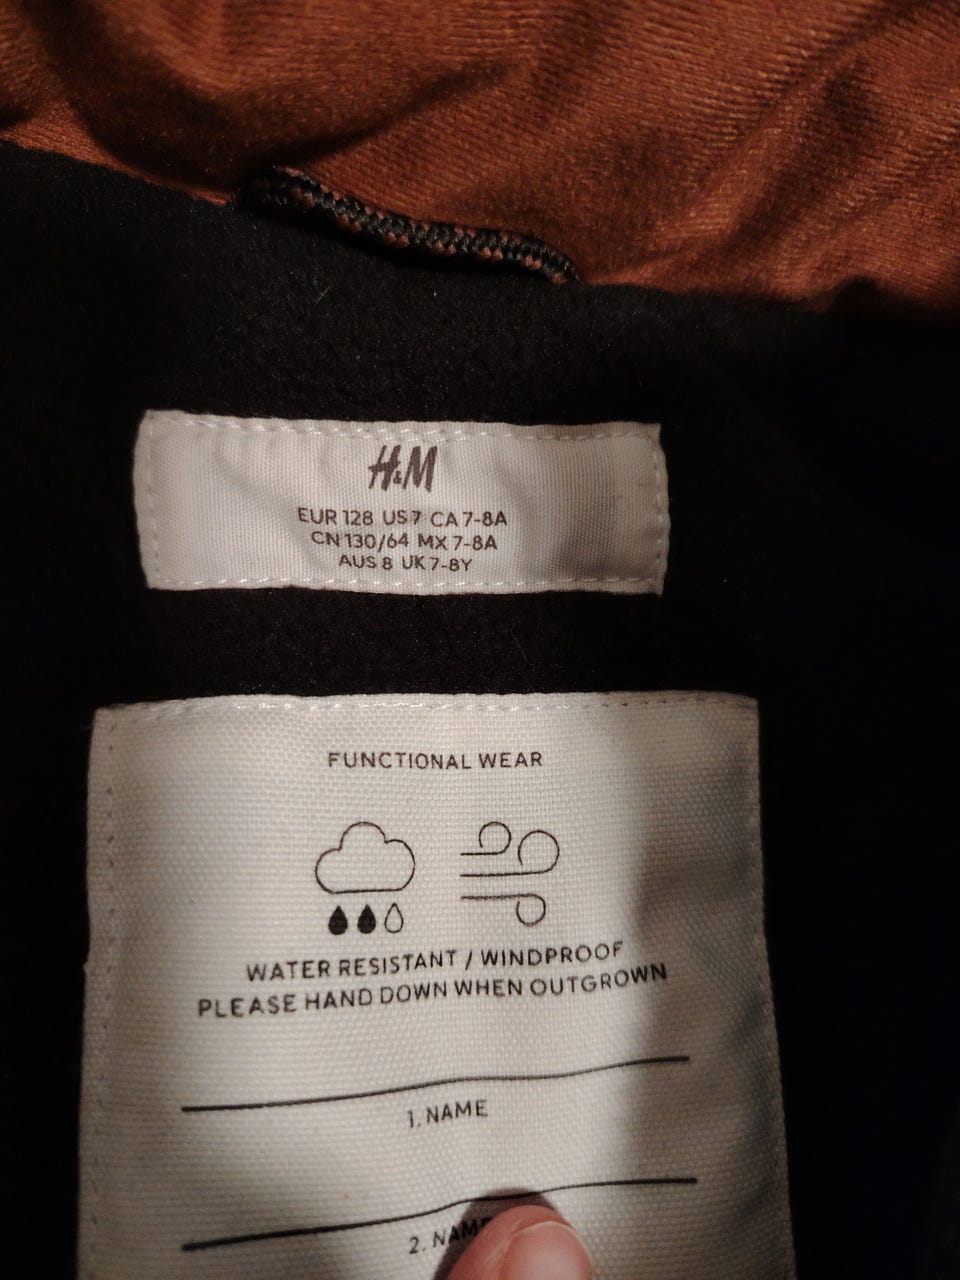 H&M
EUR 128 US 7 CA 7-8A
CN 130/64 MX 7-8A
AUS 8 UK 7-8Y
FUNCTIONAL WEAR
WATER RESISTANT / WINDPROOF
PLEASE HAND DOWN WHEN OUTGROWN
1. NAME
2. NAME